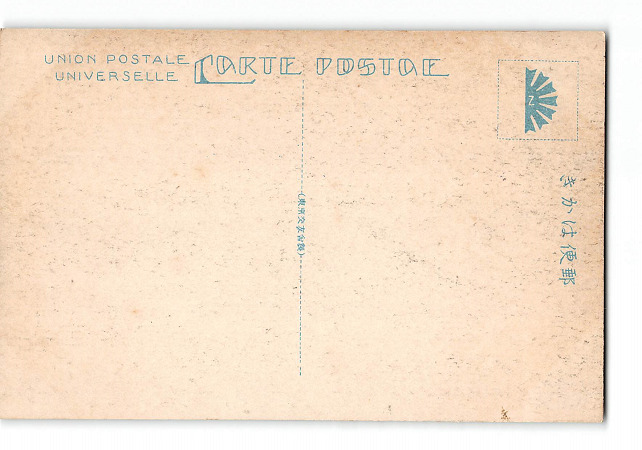 UNION POSTALE
UNIVERSELLE
CARTE POSTALE
きかは便郵